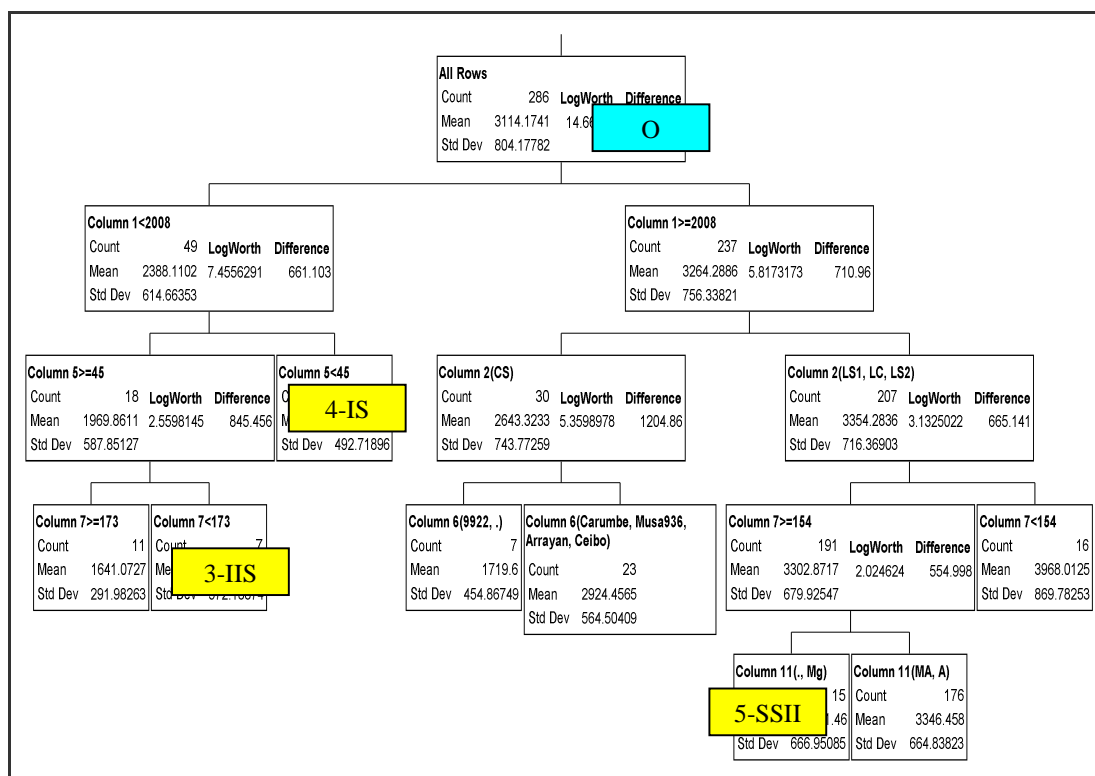 All Rows
Count 286 LogWorth Difference
Mean 3114.1741
Std Dev 804.17782
O
Column 1<2008
Count 49 LogWorth Difference
Mean 2388.1102 7.4556291 661.103
Std Dev 614.66353
Column 1>=2008
Count 237 LogWorth Difference
Mean 3264.2886 5.8173173 710.96
Std Dev 756.33821
Column 5>=45
Count 18 LogWorth Difference
Mean 1969.8611 2.5598145 845.456
Std Dev 587.85127
Column 5<45
4-IS
Std Dev 492.71896
Column 2(CS)
Count 30 LogWorth Difference
Mean 2643.3233 5.3598978 1204.86
Std Dev 743.77259
Column 2(LS1, LC, LS2)
Count 207 LogWorth Difference
Mean 3354.2836 3.1325022 665.141
Std Dev 716.36903
Column 7>=173
Count 11
Mean 1641.0727
Std Dev 291.98263
Column 7<173
Count 7
3-IIS
Column 6(9922, .)
Count 7
Mean 1719.6
Std Dev 454.86749
Column 6(Carumbe, Musa936,
Arrayan, Ceibo)
Count 23
Mean 2924.4565
Std Dev 564.50409
Column 7>=154
Count 191 LogWorth Difference
Mean 3302.8717 2.024624 554.998
Std Dev 679.92547
Column 7<154
Count 16
Mean 3968.0125
Std Dev 869.78253
Column 11(., Mg)
15
5-SSII
Std Dev 666.95085
Column 11(MA, A)
Count 176
Mean 3346.458
Std Dev 664.83823